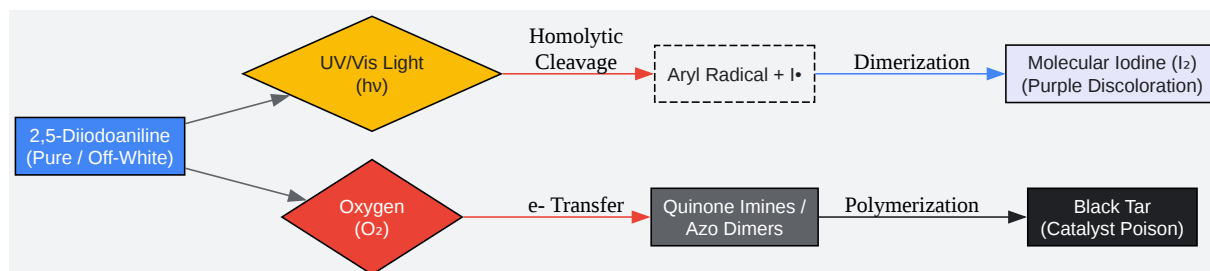 2,5-Diiodoaniline
(Pure / Off-White)
UV/Vis Light
(hν)
Homolytic
Cleavage
Aryl Radical + I•
Dimerization
Molecular Iodine (I₂)
(Purple Discoloration)
Oxygen
(O₂)
e- Transfer
Quinone Imines /
Azo Dimers
Polymerization
Black Tar
(Catalyst Poison)